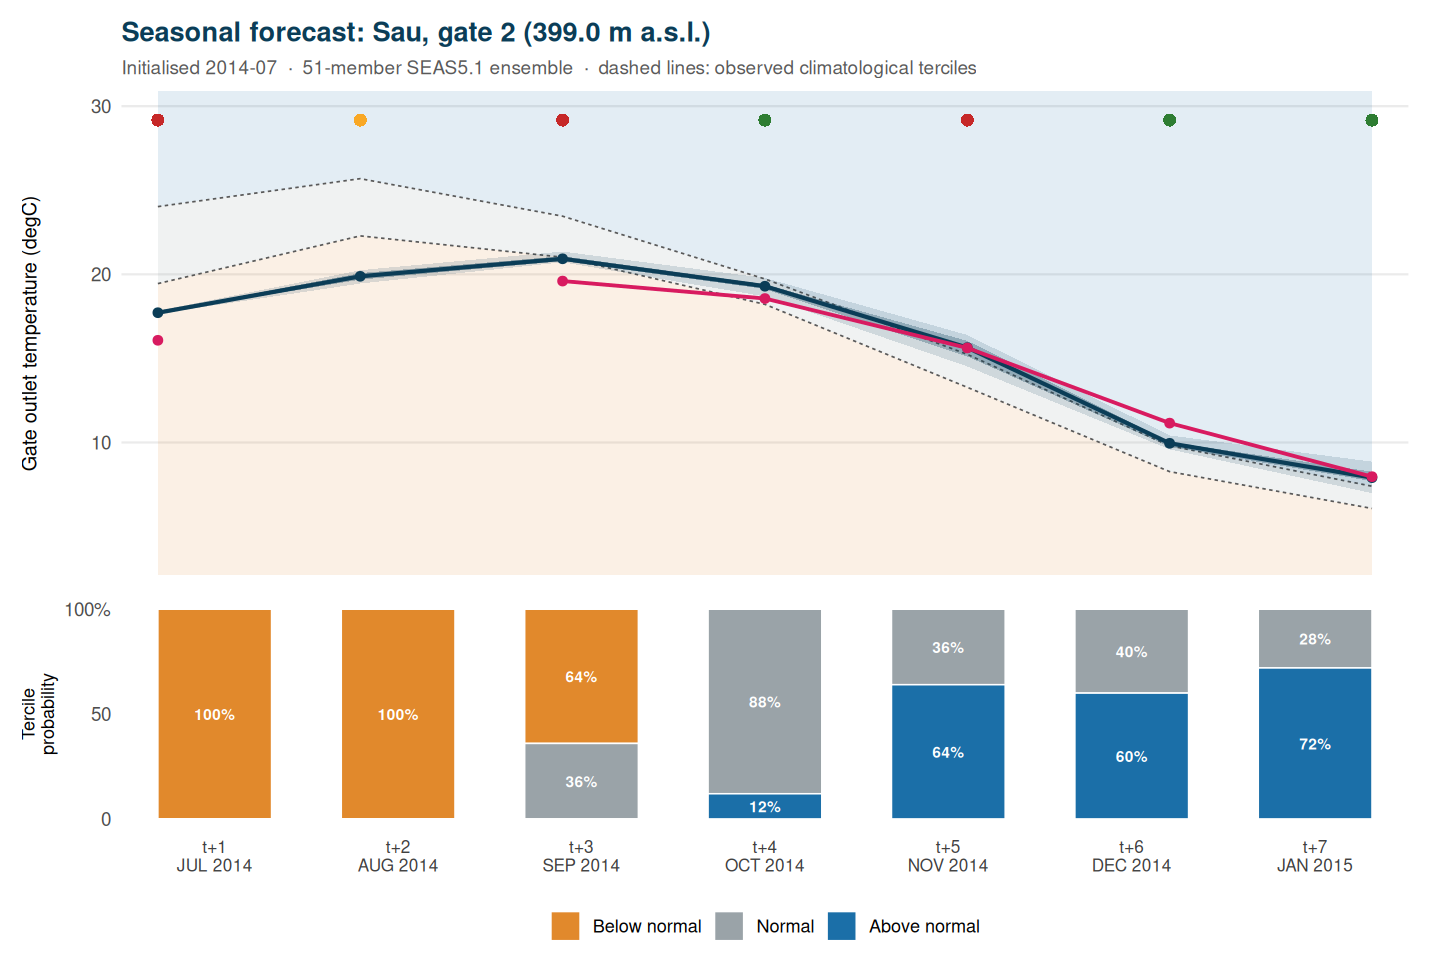 Seasonal forecast: Sau, gate 2 (399.0 m a.s.l.)
Initialised 2014-07 · 51-member SEAS5.1 ensemble · dashed lines: observed climatological terciles
Gate outlet temperature (degC)
30
20
10
Tercile
probability
100%
50
0
100%
100%
64%
36%
88%
12%
36%
64%
40%
60%
28%
72%
t+1
JUL 2014
t+2
AUG 2014
t+3
SEP 2014
t+4
OCT 2014
t+5
NOV 2014
t+6
DEC 2014
t+7
JAN 2015
Below normal
Normal
Above normal